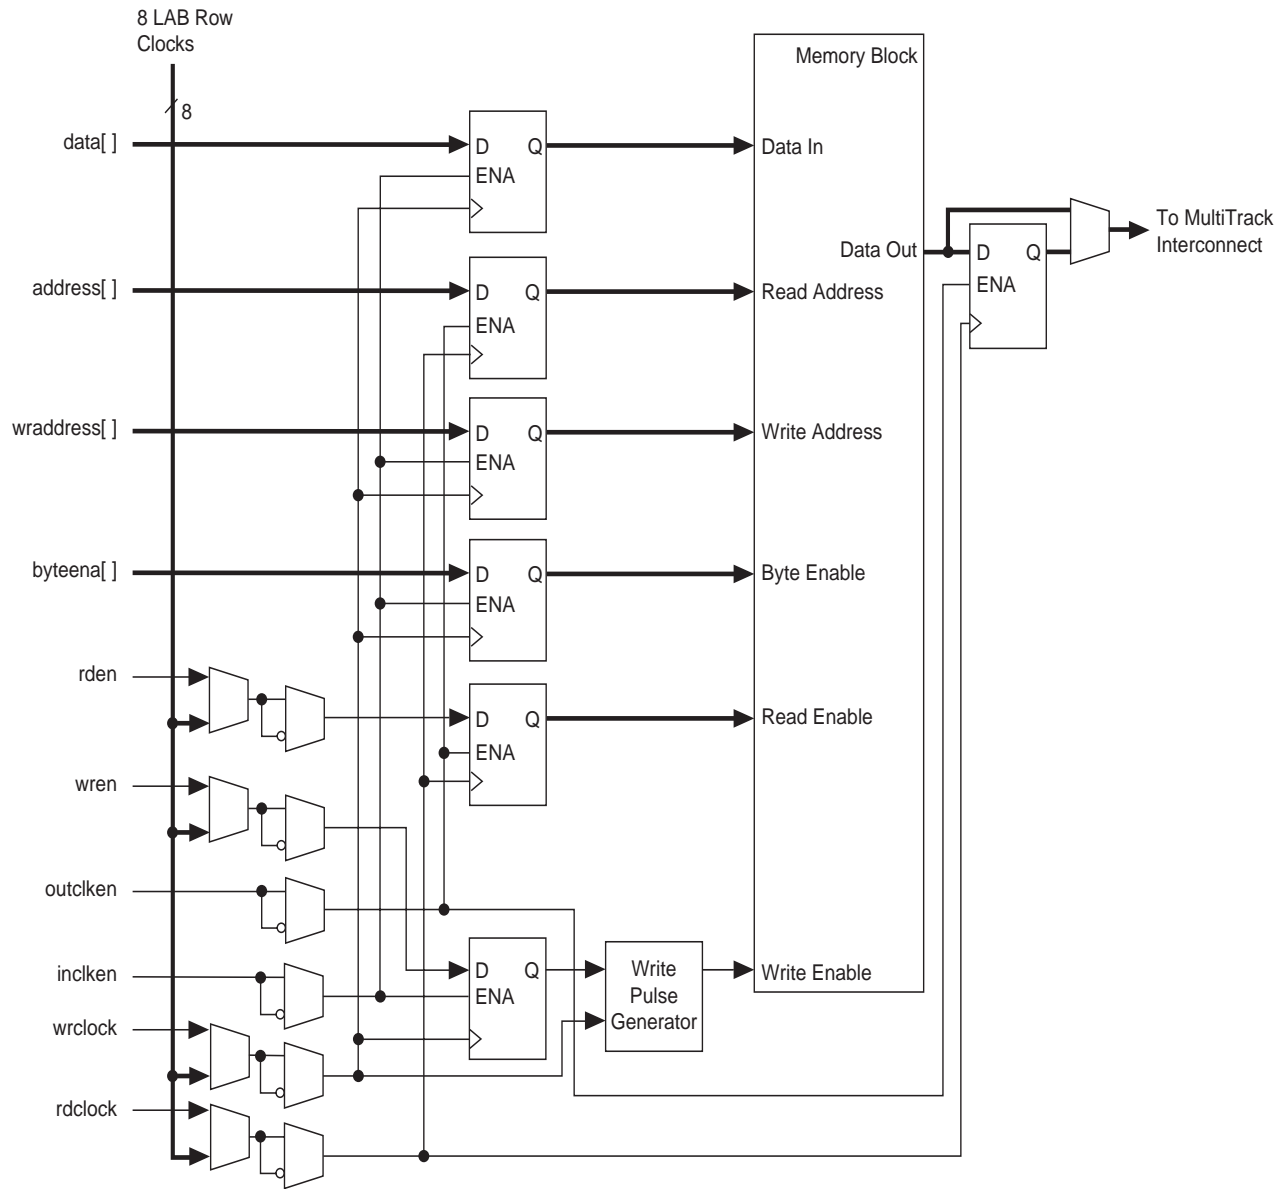 8 LAB Row
Clocks
8
Memory Block
data[ ]
D Q
ENA
Data In
To MultiTrack
Interconnect
Data Out
D Q
ENA
address[ ]
D Q
ENA
Read Address
wraddress[ ]
D Q
ENA
Write Address
byteena[ ]
D Q
ENA
Byte Enable
rden
D Q
ENA
Read Enable
wren
outclken
inclken
D Q
ENA
Write
Pulse
Generator
Write Enable
wrclock
rdclock